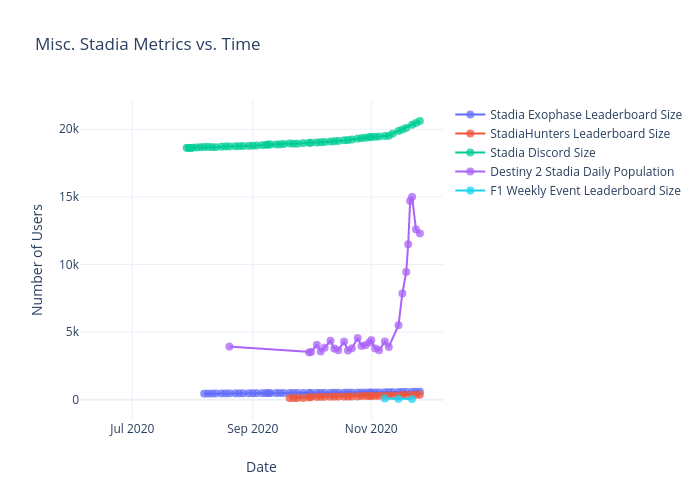 Misc. Stadia Metrics vs. Time
Stadia Exophase Leaderboard Size
StadiaHunters Leaderboard Size
Stadia Discord Size
Destiny 2 Stadia Daily Population
F1 Weekly Event Leaderboard Size
Number of Users
20k
15k
10k
5k
0
Jul 2020
Sep 2020
Nov 2020
Date